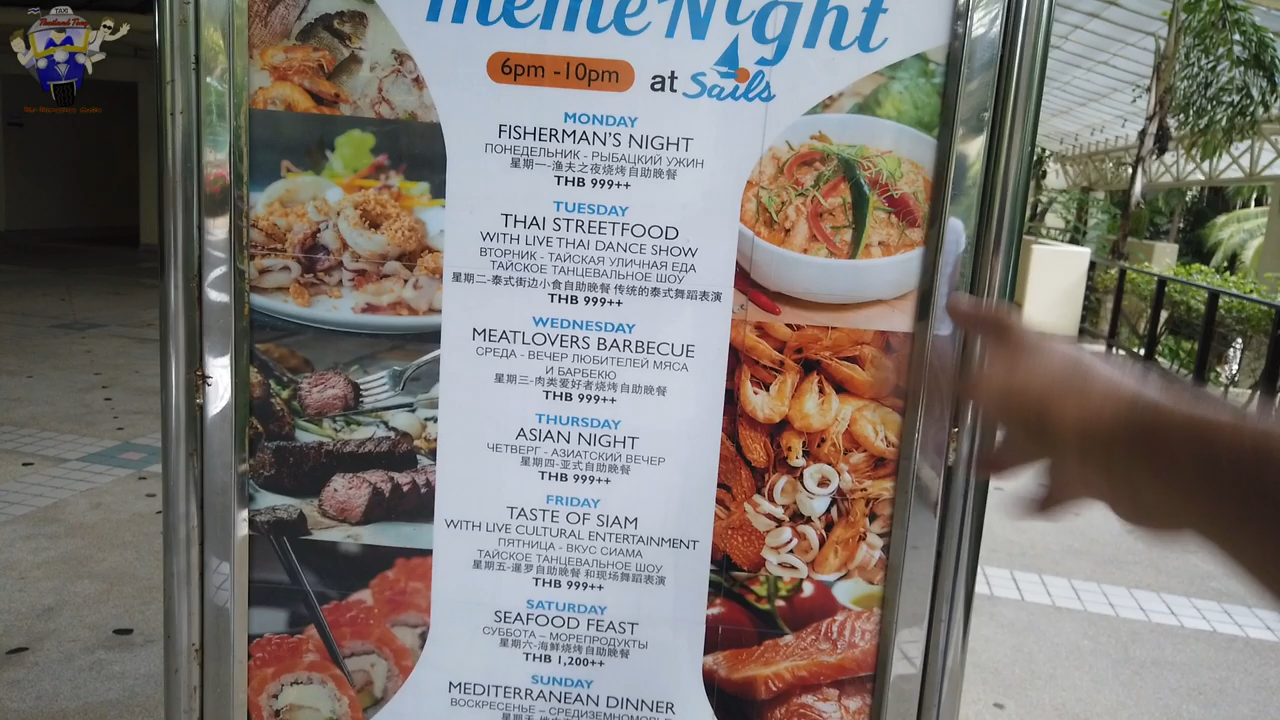 TAXI
Thailand Tony
Theme Night
6pm -10pm at Sails
MONDAY
FISHERMAN'S NIGHT
ПОНЕДЕЛЬНИК - РЫБАЦКИЙ УЖИН
星期一-渔夫之夜烧烤自助晚餐
THB 999++
TUESDAY
THAI STREETFOOD
WITH LIVE THAI DANCE SHOW
ВТОРНИК - ТАЙСКАЯ УЛИЧНАЯ ЕДА
ТАЙСКОЕ ТАНЦЕВАЛЬНОЕ ШОУ
星期二-泰式街边小食自助晚餐 传统的泰式舞蹈表演
THB 999++
WEDNESDAY
MEATLOVERS BARBECUE
СРЕДА - ВЕЧЕР ЛЮБИТЕЛЕЙ МЯСА
И БАРБЕКЮ
星期三-肉类爱好者烧烤自助晚餐
THB 999++
THURSDAY
ASIAN NIGHT
ЧЕТВЕРГ - АЗИАТСКИЙ ВЕЧЕР
星期四-亚式自助晚餐
THB 999++
FRIDAY
TASTE OF SIAM
WITH LIVE CULTURAL ENTERTAINMENT
ПЯТНИЦА - ВКУС СИАМА
ТАЙСКОЕ ТАНЦЕВАЛЬНОЕ ШОУ
星期五-暹罗自助晚餐 和现场舞蹈表演
THB 999++
SATURDAY
SEAFOOD FEAST
СУББОТА – МОРЕПРОДУКТЫ
星期六-海鲜烧烤自助晚餐
THB 1,200++
SUNDAY
MEDITERRANEAN DINNER
ВОСКРЕСЕНЬЕ – СРЕДИЗЕМНОМОРЬЕ